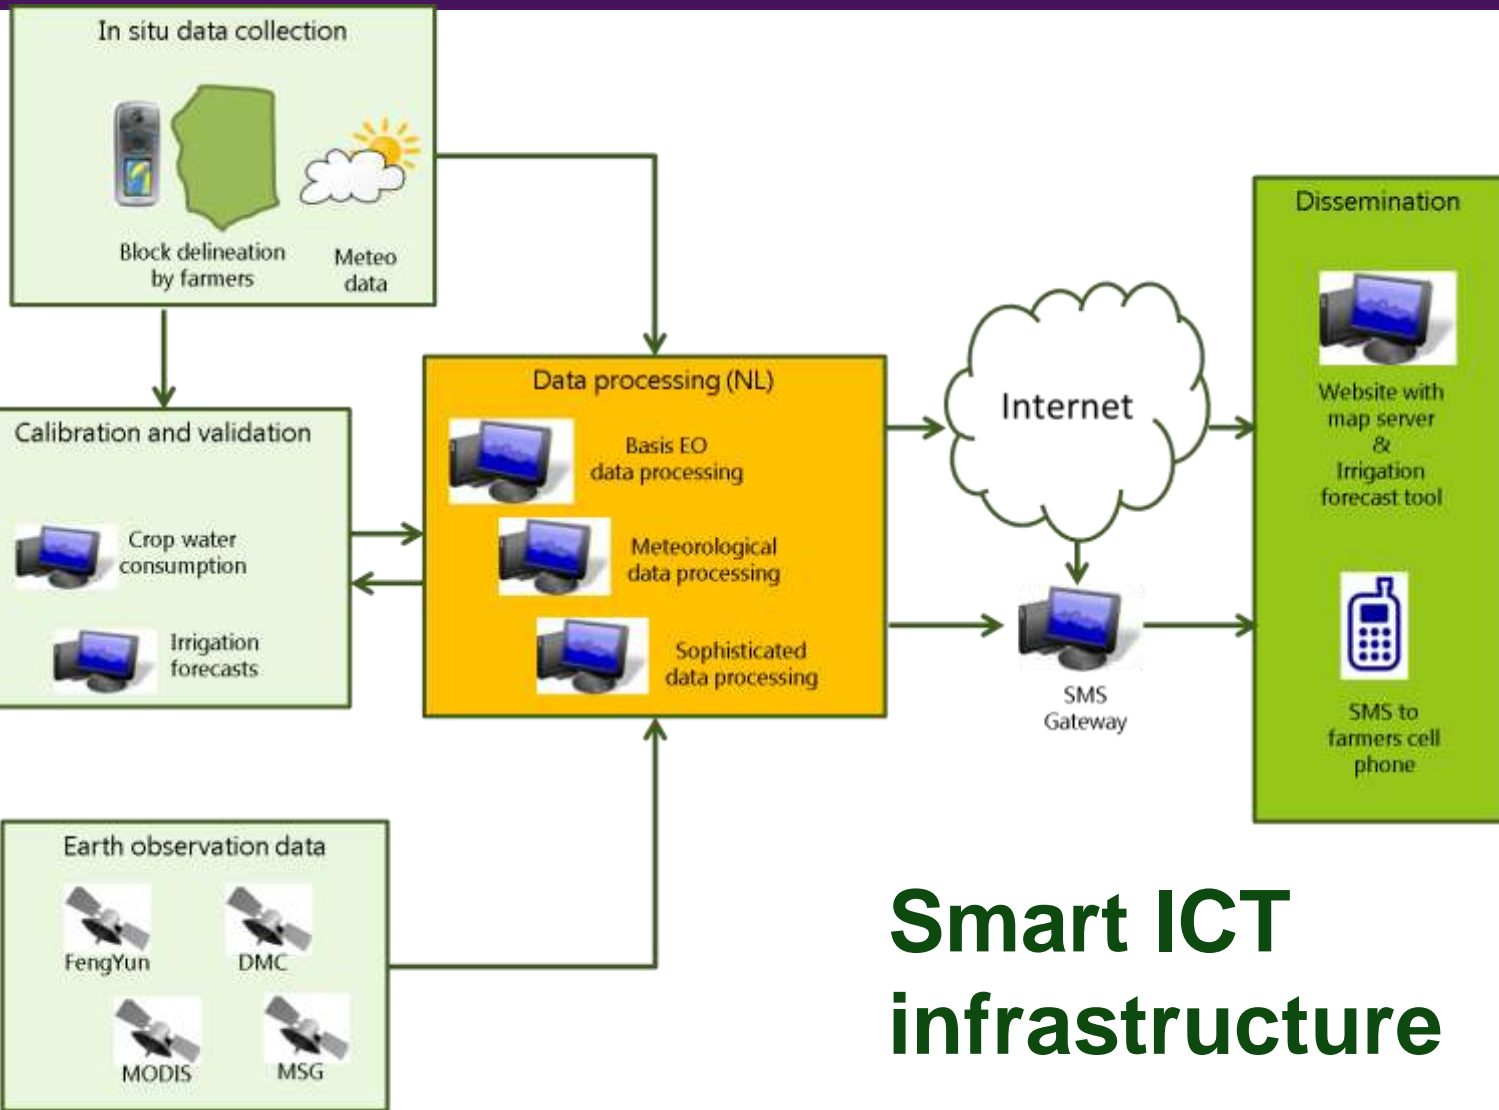 In situ data collection
Block delineation
by farmers
Meteo
data
Calibration and validation
Crop water
consumption
Irrigation
forecasts
Data processing (NL)
Basis EO
data processing
Meteorological
data processing
Sophisticated
data processing
Internet
SMS
Gateway
Dissemination
Website with
map server
&
Irrigation
forecast tool
SMS to
farmers cell
phone
Earth observation data
FengYun
DMC
MODIS
MSG
Smart ICT
infrastructure